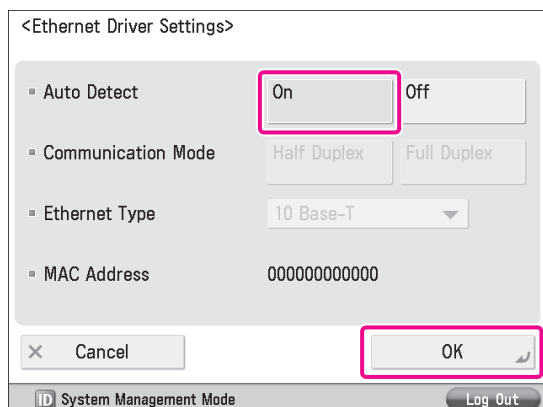 <Ethernet Driver Settings>
Auto Detect On Off
Communication Mode Half Duplex Full Duplex
Ethernet Type 10 Base-T
MAC Address 000000000000
× Cancel OK
ID System Management Mode Log Out